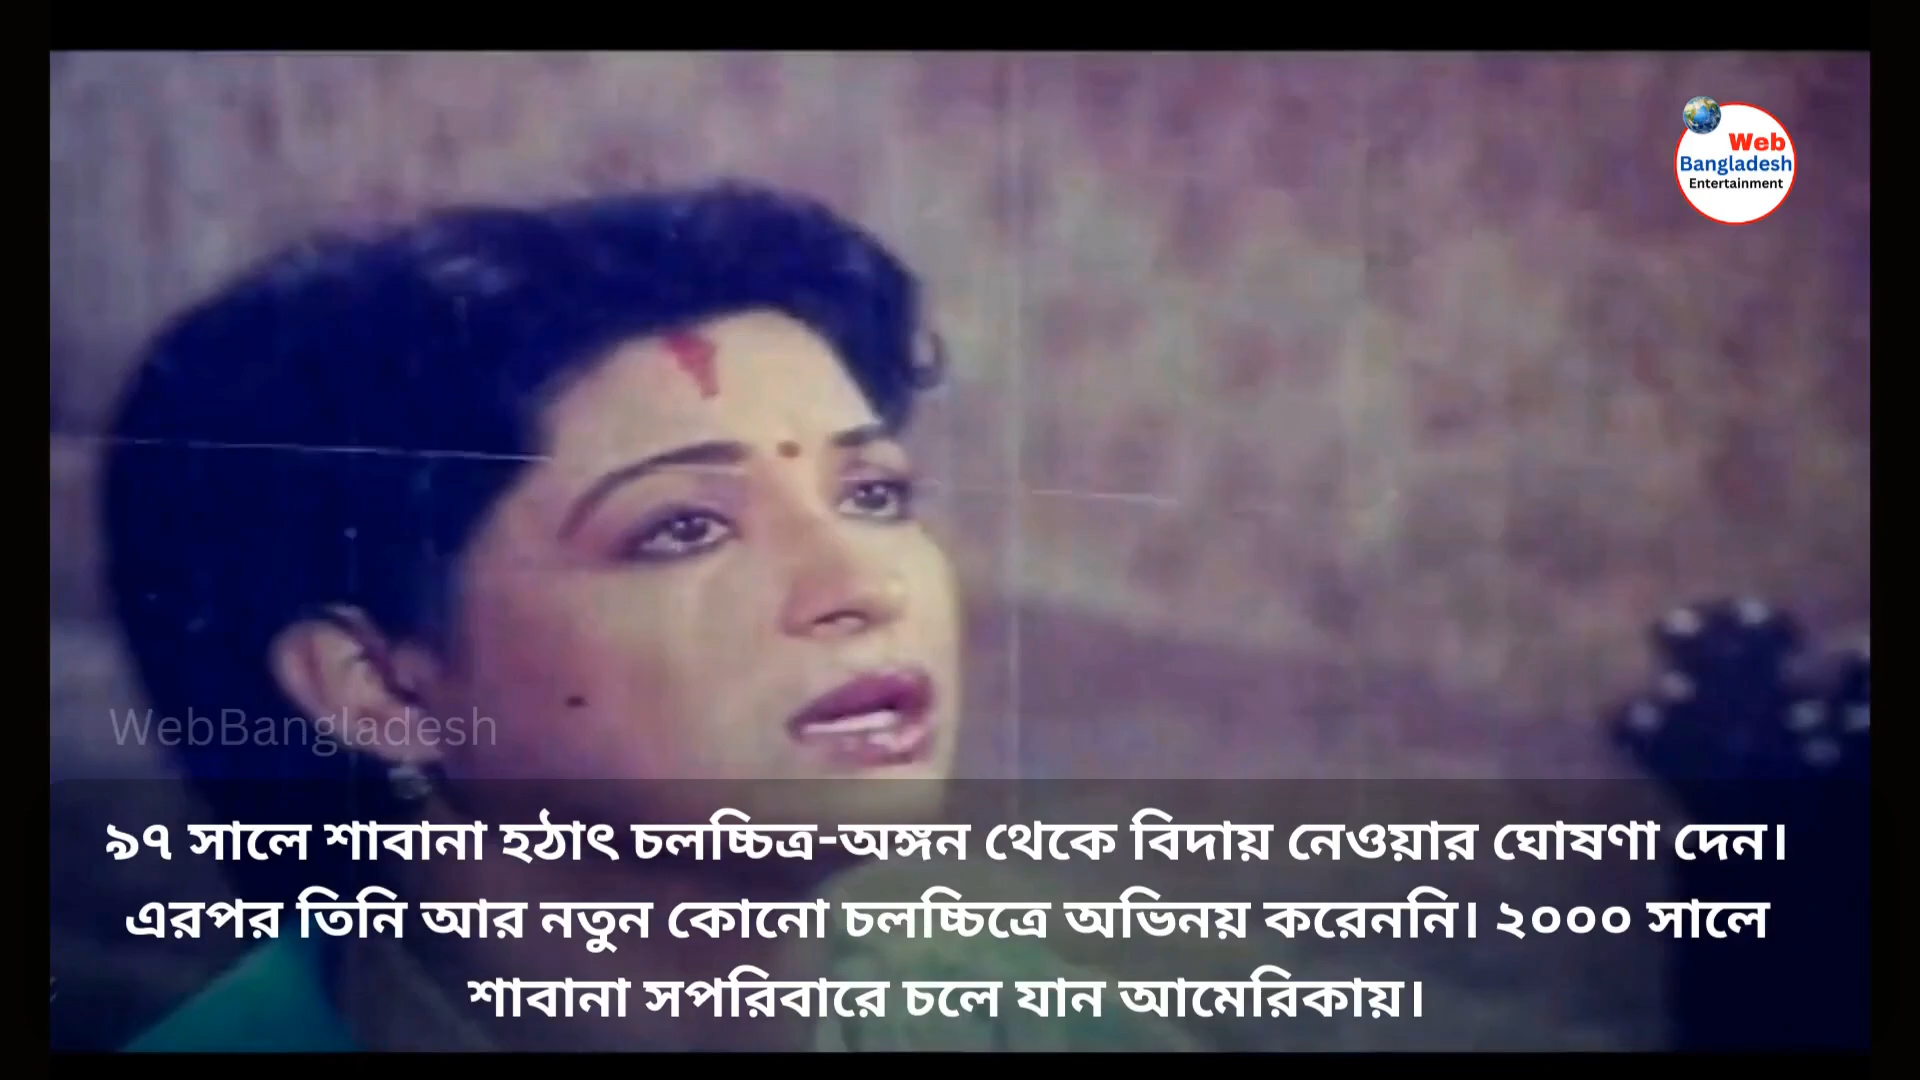 Web
Bangladesh
Entertainment
WebBangladesh
৯৭ সালে শাবানা হঠাৎ চলচ্চিত্র-অঙ্গন থেকে বিদায় নেওয়ার ঘোষণা দেন।
এরপর তিনি আর নতুন কোনো চলচ্চিত্রে অভিনয় করেননি। ২০০০ সালে
শাবানা সপরিবারে চলে যান আমেরিকায়।